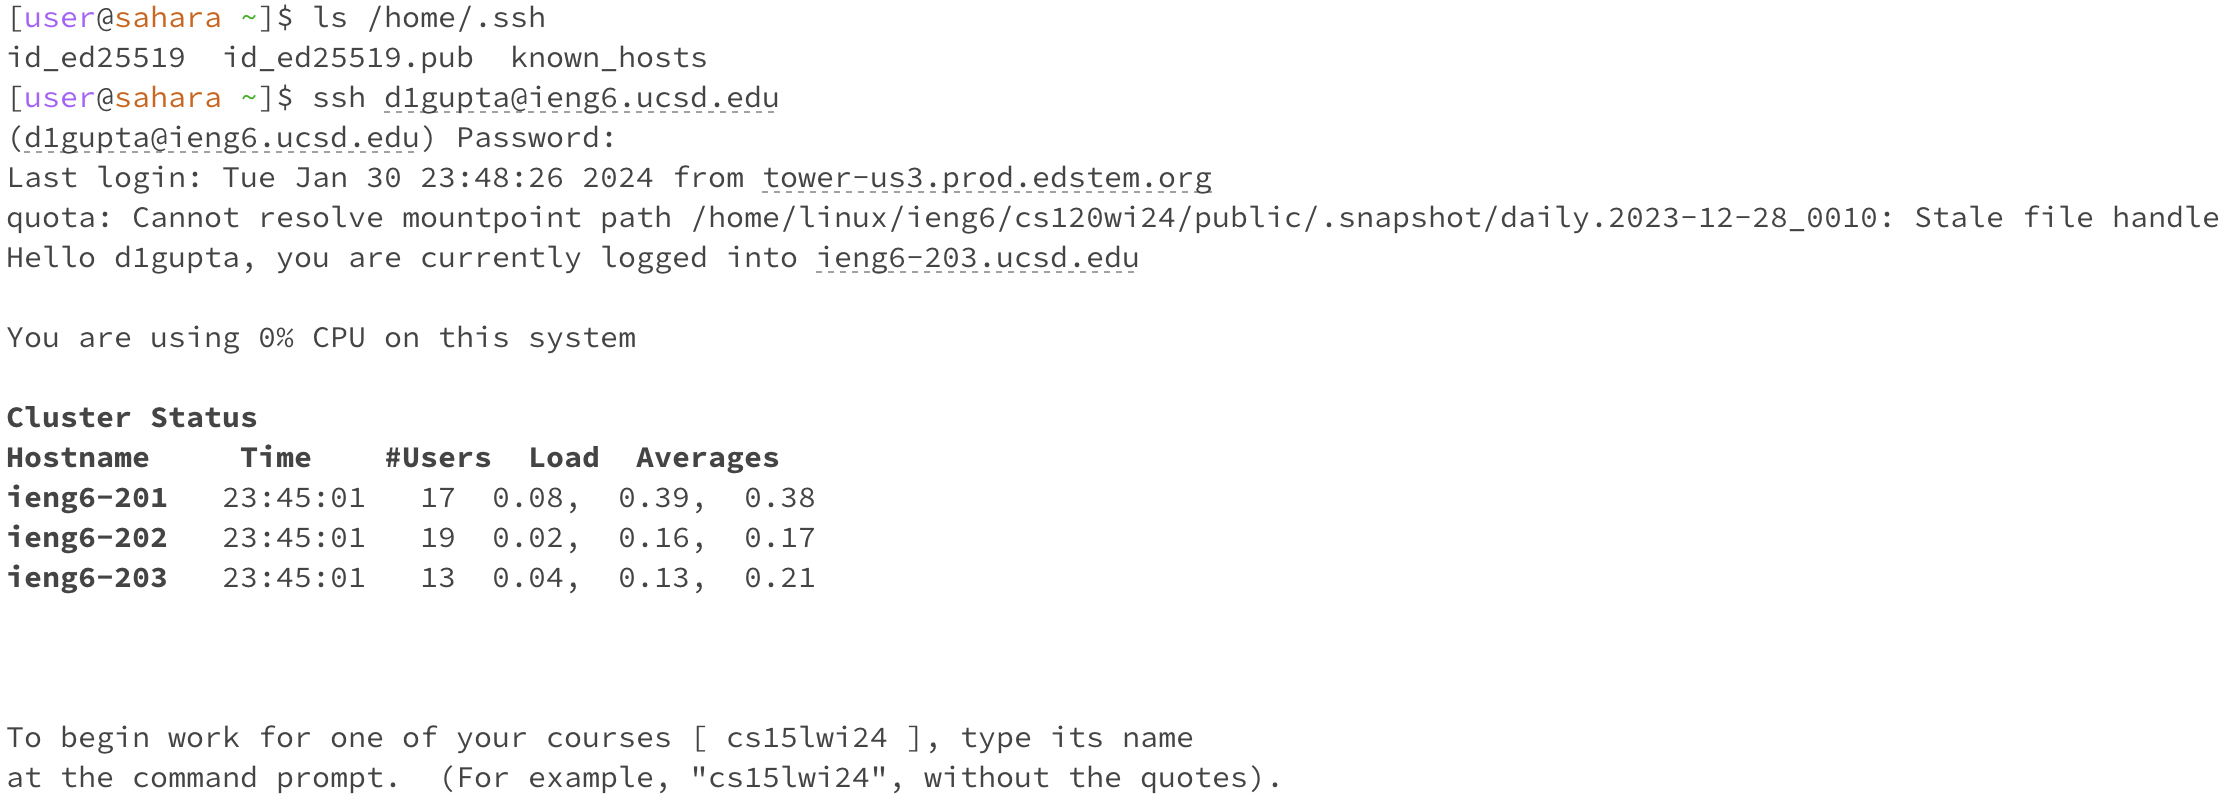 [user@sahara ~]$ ls /home/.ssh
id_ed25519  id_ed25519.pub  known_hosts
[user@sahara ~]$ ssh d1gupta@ieng6.ucsd.edu
(d1gupta@ieng6.ucsd.edu) Password:
Last login: Tue Jan 30 23:48:26 2024 from tower-us3.prod.edstem.org
quota: Cannot resolve mountpoint path /home/linux/ieng6/cs120wi24/public/.snapshot/daily.2023-12-28_0010: Stale file handle
Hello d1gupta, you are currently logged into ieng6-203.ucsd.edu
You are using 0% CPU on this system
Cluster Status
Hostname     Time    #Users  Load  Averages
ieng6-201   23:45:01   17  0.08,  0.39,  0.38
ieng6-202   23:45:01   19  0.02,  0.16,  0.17
ieng6-203   23:45:01   13  0.04,  0.13,  0.21
To begin work for one of your courses [ cs15lwi24 ], type its name
at the command prompt.  (For example, "cs15lwi24", without the quotes).